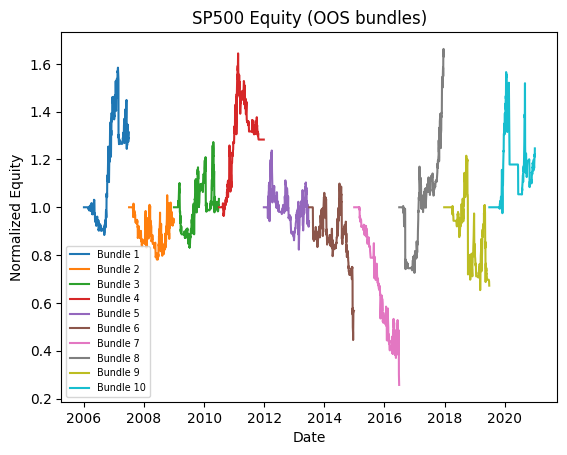 SP500 Equity (OOS bundles)
Normalized Equity
1.6
1.4
1.2
1.0
0.8
0.6
0.4
0.2
Bundle 1
Bundle 2
Bundle 3
Bundle 4
Bundle 5
Bundle 6
Bundle 7
Bundle 8
Bundle 9
Bundle 10
2006 2008 2010 2012 2014 2016 2018 2020
Date